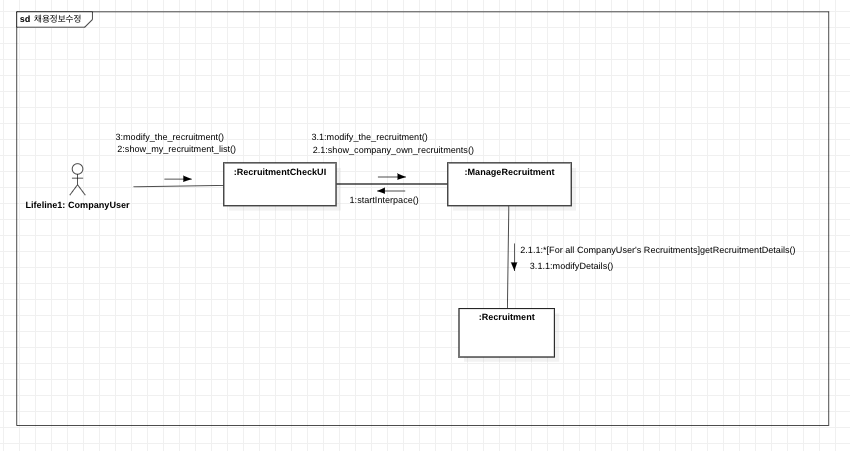 sd 채용정보수정
3:modify_the_recruitment()
2:show_my_recruitment_list()
3.1:modify_the_recruitment()
2.1:show_company_own_recruitments()
:RecruitmentCheckUI
:ManageRecruitment
1:startInterpace()
Lifeline1: CompanyUser
2.1.1:*[For all CompanyUser's Recruitments]getRecruitmentDetails()
3.1.1:modifyDetails()
:Recruitment